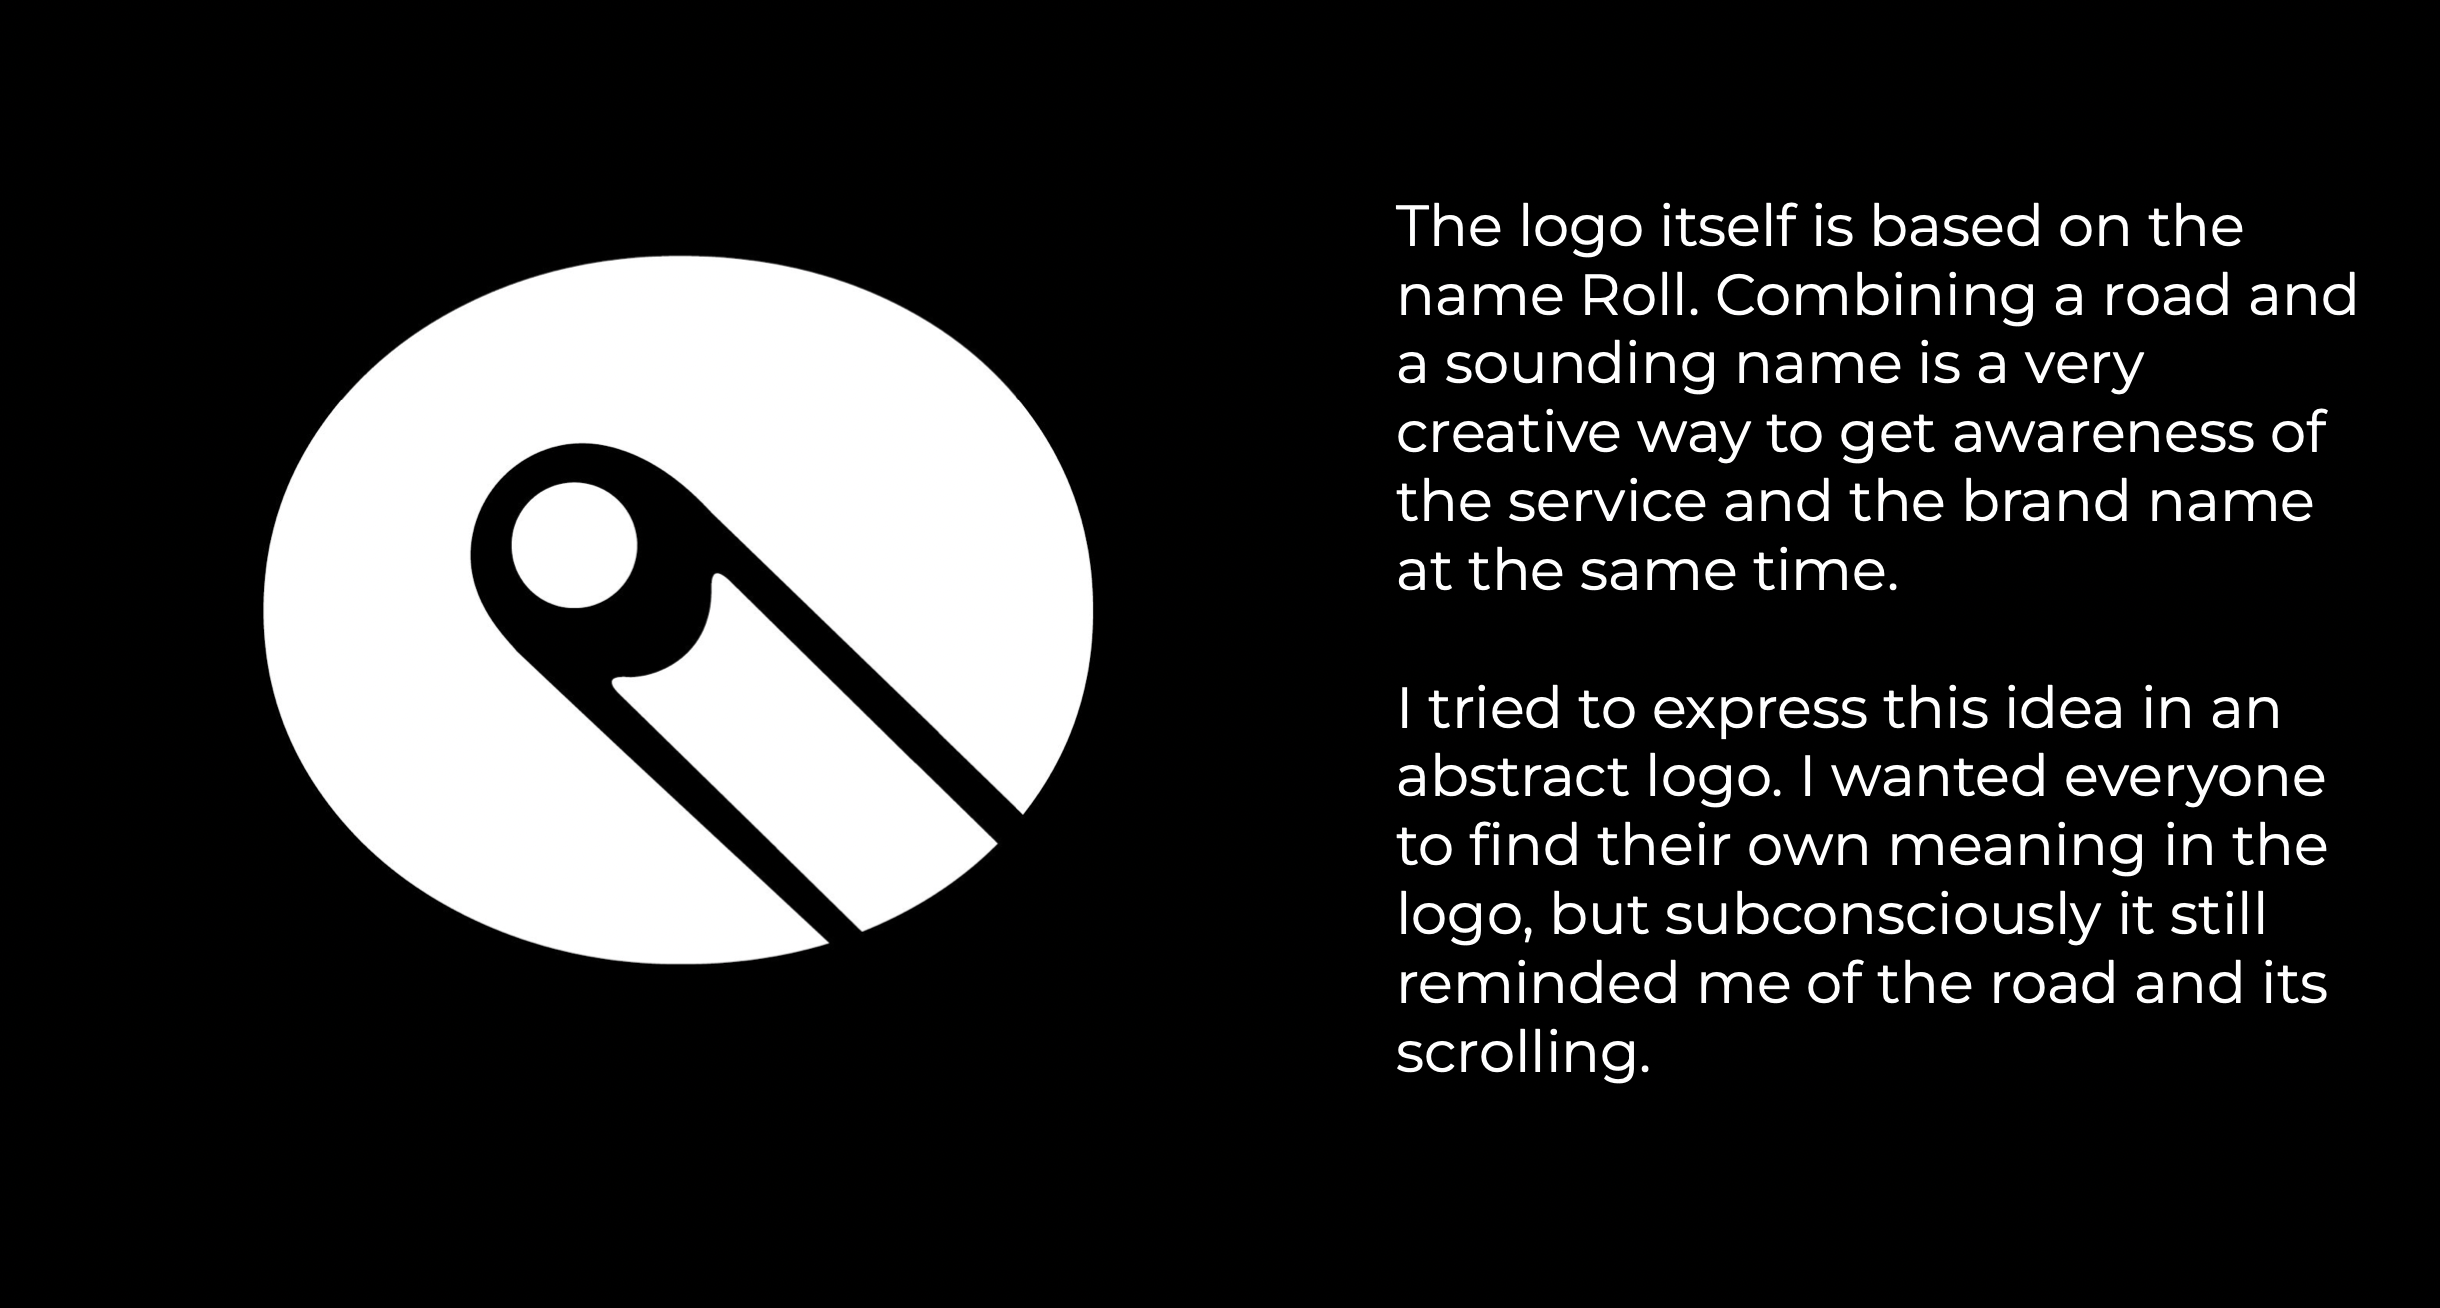 The logo itself is based on the
name Roll. Combining a road and
a sounding name is a very
creative way to get awareness of
the service and the brand name
at the same time.
I tried to express this idea in an
abstract logo. I wanted everyone
to find their own meaning in the
logo, but subconsciously it still
reminded me of the road and its
scrolling.